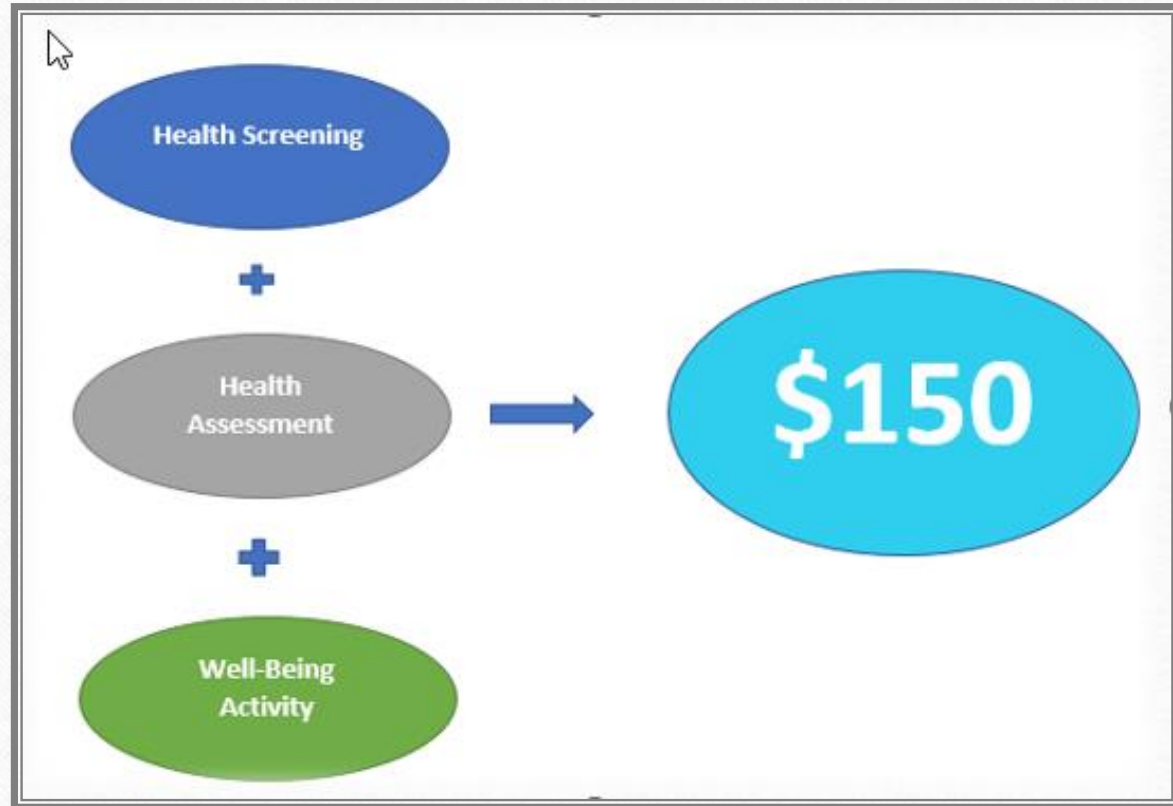 Health Screening
Health
Assessment
$150
Well-Being
Activity